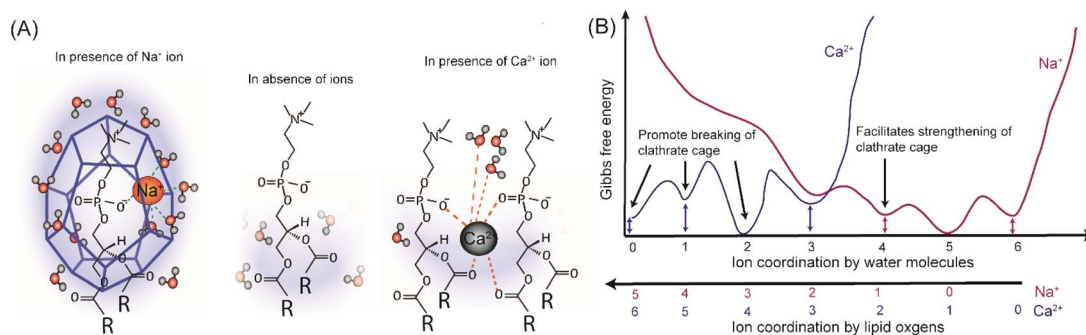 (A)
In presence of Na⁺ ion
In absence of ions
In presence of Ca²⁺ ion
N⁺
O
O=P-O⁻
O
Na⁺
H
O
O
O
O
R
R
N⁺
O
O=P-O⁻
O
H
O
O
O
O
R
R
N⁺
O
O=P-O⁻
O
H
O
O
O
O
R
R
Ca²⁺
N⁺
O
O=P-O⁻
O
H
O
O
O
O
R
R
(B)
Gibbs free energy
Ca²⁺
Na⁺
Promote breaking of
clathrate cage
Facilitates strengthening of
clathrate cage
0 1 2 3 4 5 6
Ion coordination by water molecules
5 4 3 2 1 0 Na⁺
6 5 4 3 2 1 0 Ca²⁺
Ion coordination by lipid oxgens